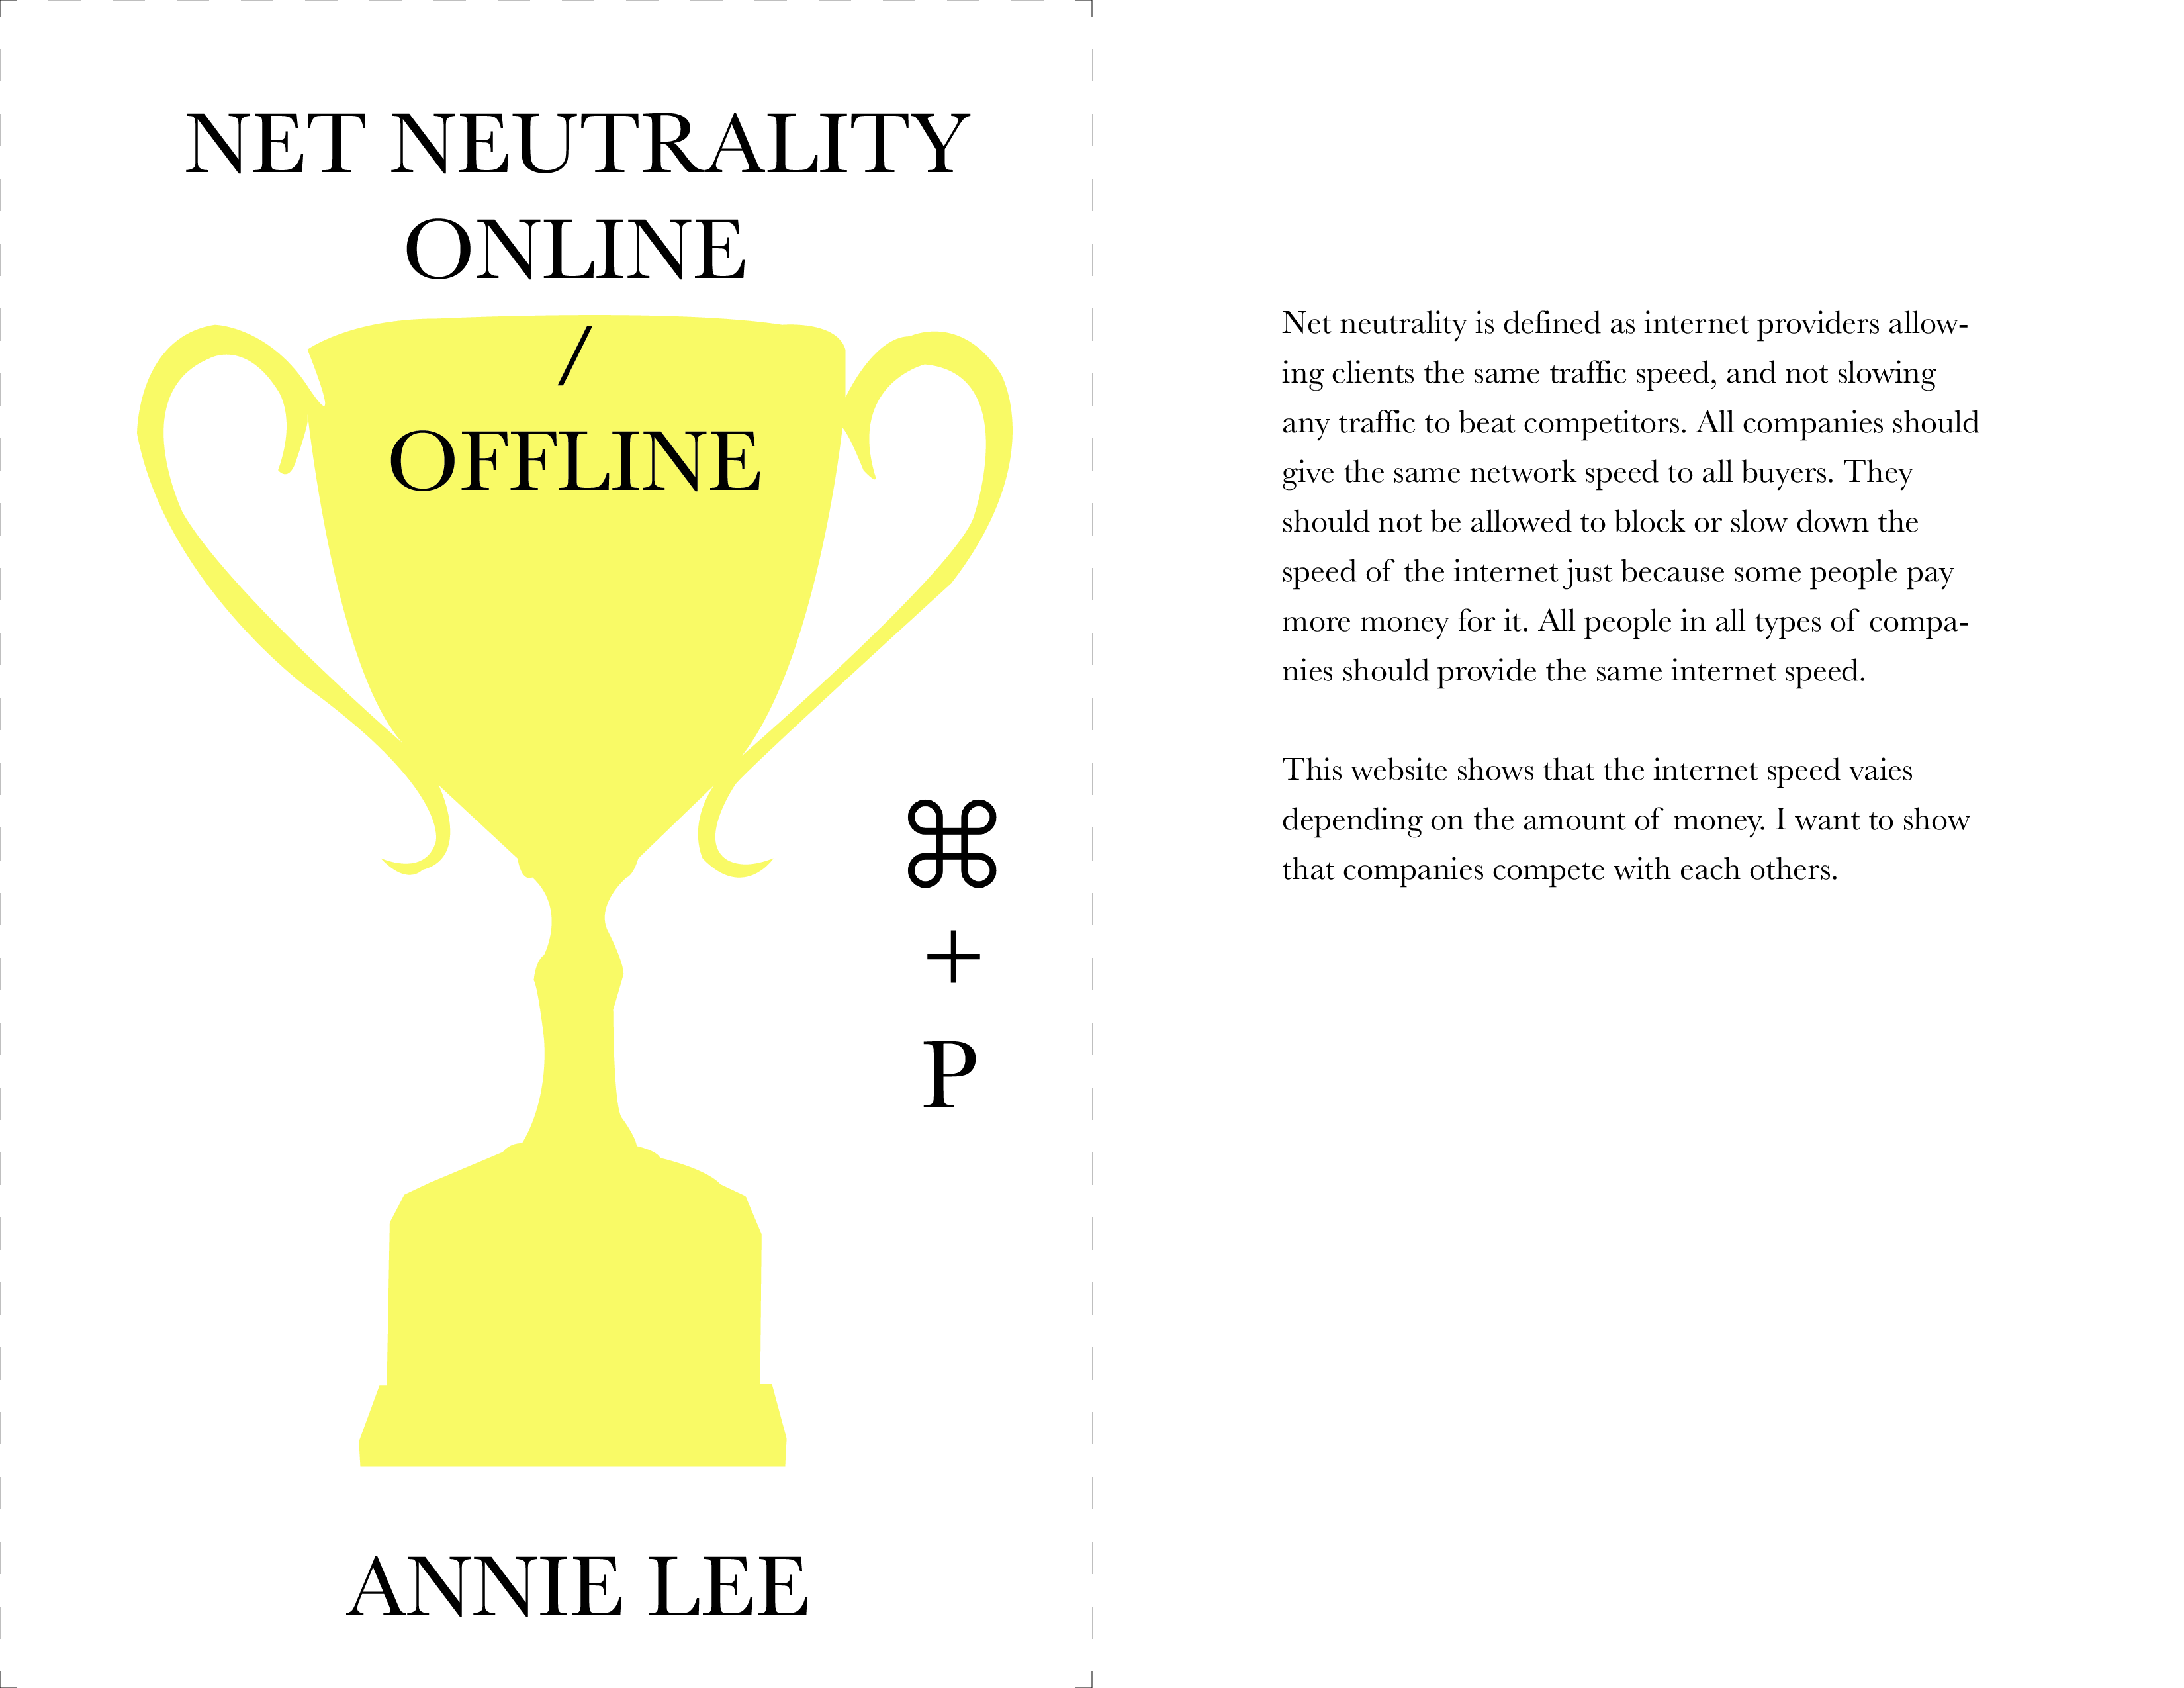 NET NEUTRALITY
ONLINE
/
OFFLINE
⌘
+
P
ANNIE LEE
Net neutrality is defined as internet providers allow-
ing clients the same traffic speed, and not slowing
any traffic to beat competitors. All companies should
give the same network speed to all buyers. They
should not be allowed to block or slow down the
speed of the internet just because some people pay
more money for it. All people in all types of compa-
nies should provide the same internet speed.
This website shows that the internet speed vaies
depending on the amount of money. I want to show
that companies compete with each others.